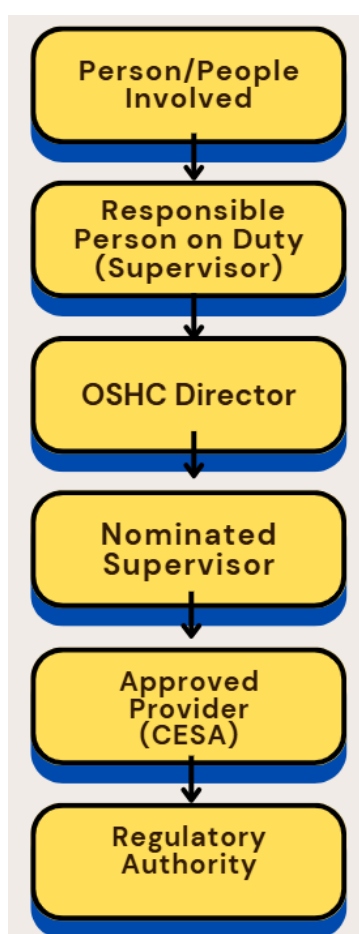 Person/People
Involved
Responsible
Person on Duty
(Supervisor)
OSHC Director
Nominated
Supervisor
Approved
Provider
(CESA)
Regulatory
Authority